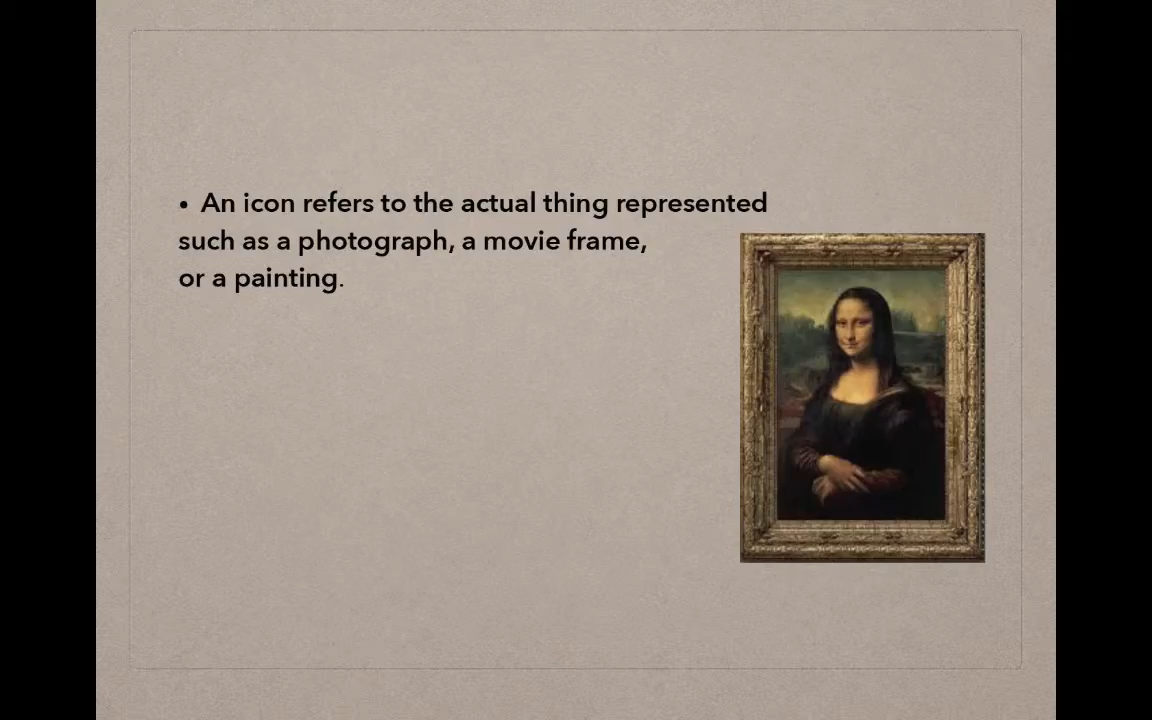 • An icon refers to the actual thing represented
such as a photograph, a movie frame,
or a painting.